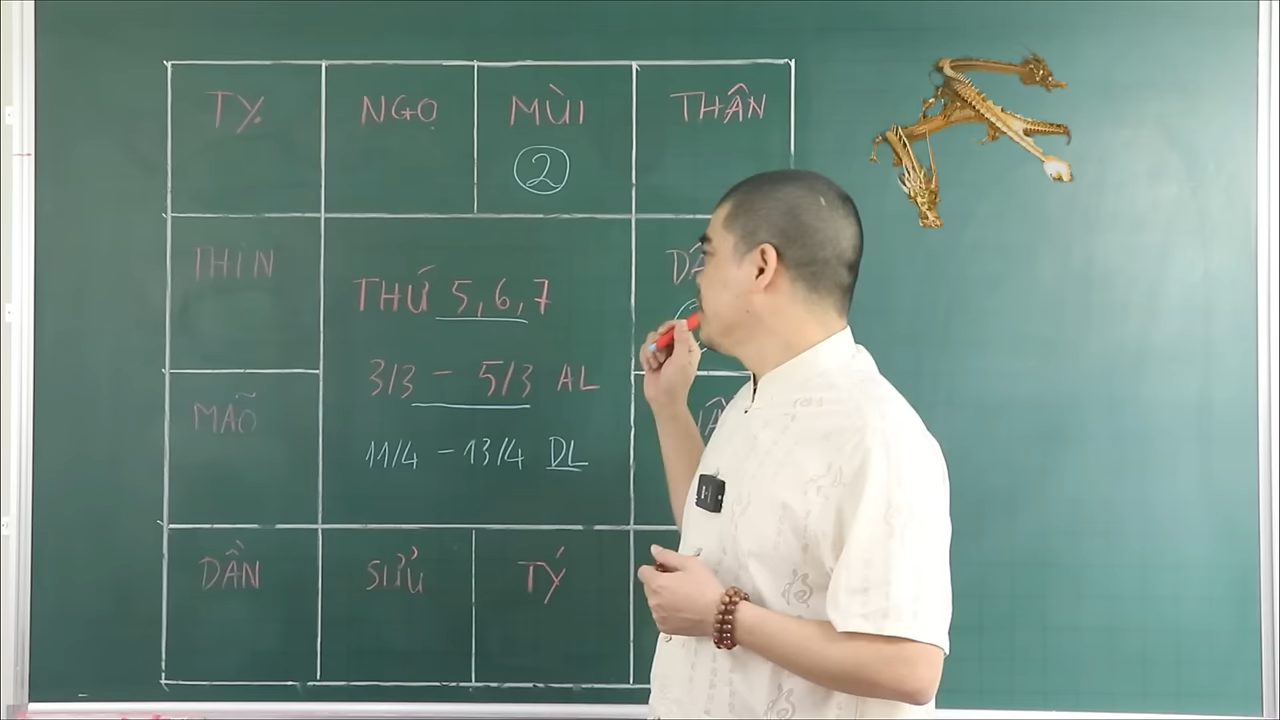 TỴ NGỌ MÙI THÂN
2
THÌN
THỨ 5,6,7
3/3 - 5/3 AL
MÃO
11/4 - 13/4 DL
DẦN SỬU TÝ